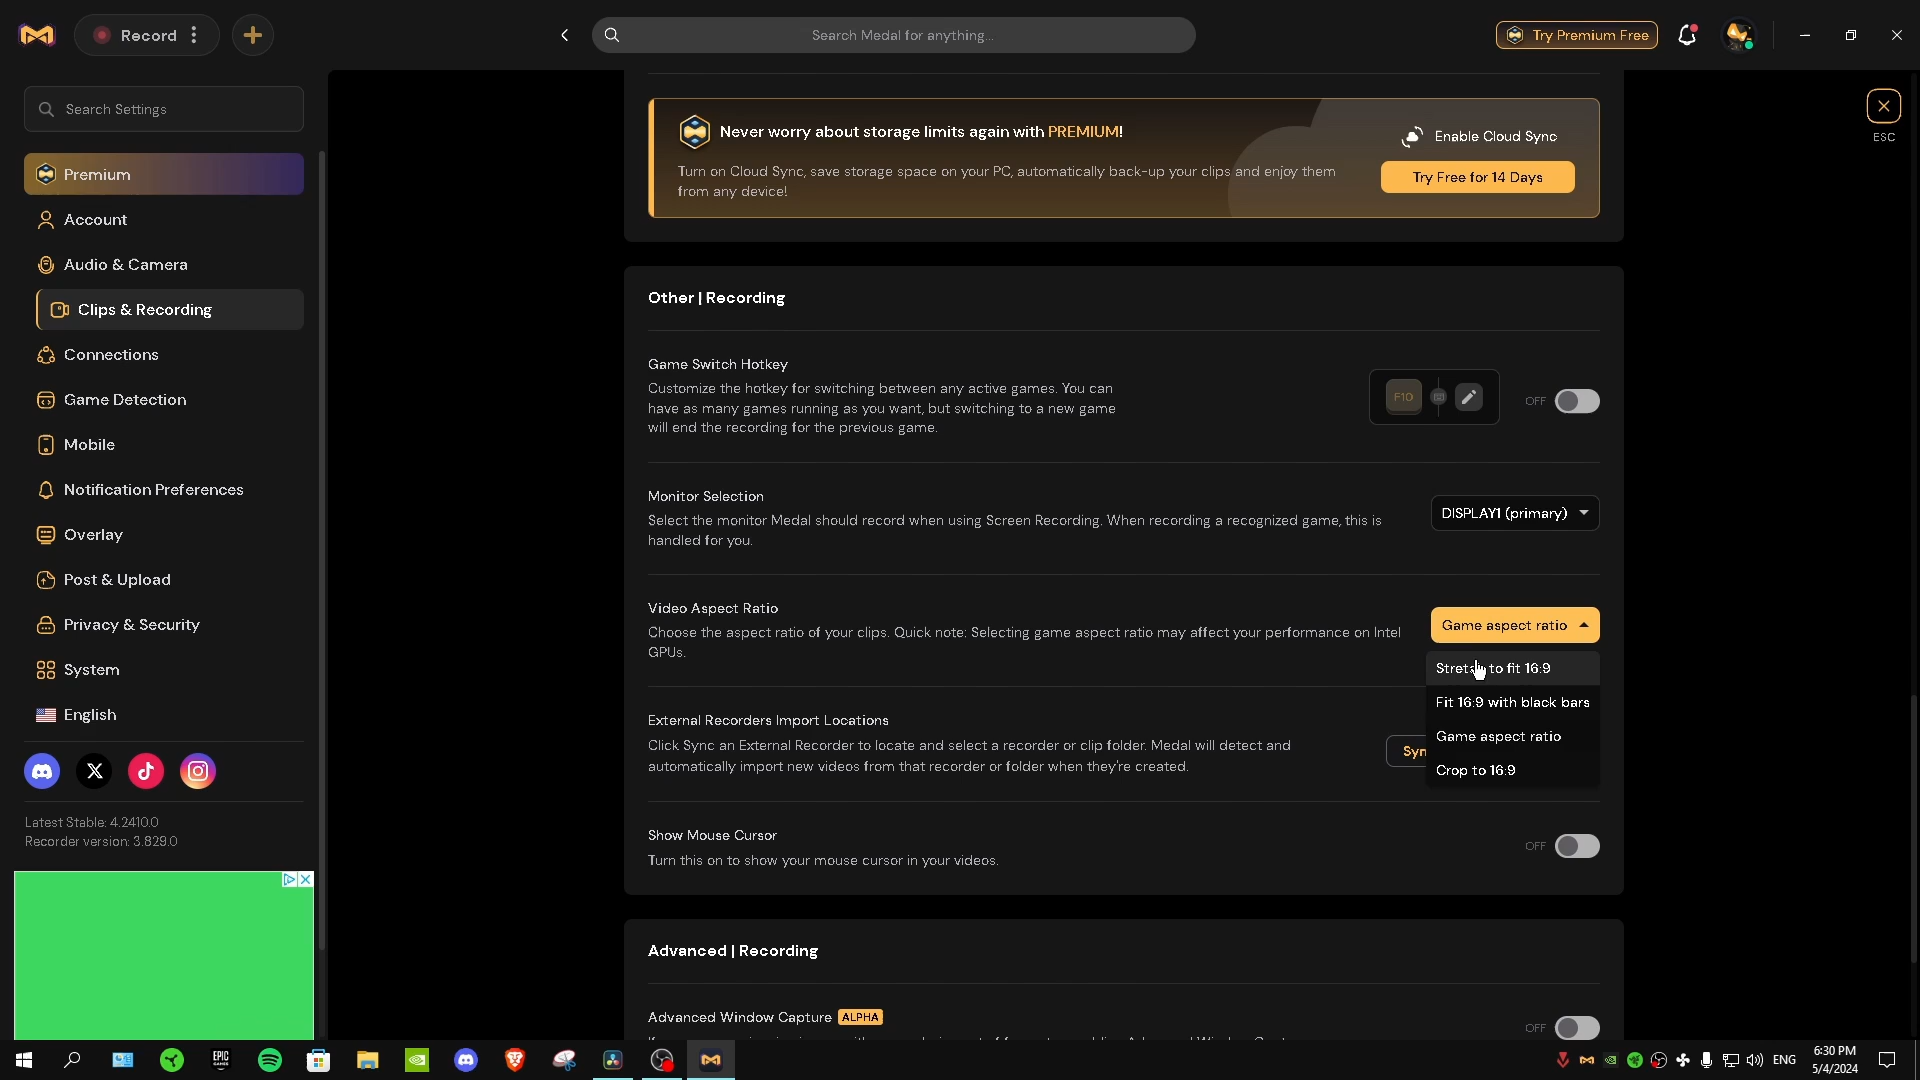 Record
Search Medal for anything...
Try Premium Free
Search Settings
Premium
Account
Audio & Camera
Clips & Recording
Connections
Game Detection
Mobile
Notification Preferences
Overlay
Post & Upload
Privacy & Security
System
English
Latest Stable: 4.2410.0
Recorder version: 3.829.0
ESC
Never worry about storage limits again with PREMIUM!
Turn on Cloud Sync, save storage space on your PC, automatically back-up your clips and enjoy them
from any device!
Enable Cloud Sync
Try Free for 14 Days
Other | Recording
Game Switch Hotkey
Customize the hotkey for switching between any active games. You can
have as many games running as you want, but switching to a new game
will end the recording for the previous game.
F10
OFF
Monitor Selection
Select the monitor Medal should record when using Screen Recording. When recording a recognized game, this is
handled for you.
DISPLAY1 (primary)
Video Aspect Ratio
Choose the aspect ratio of your clips. Quick note: Selecting game aspect ratio may affect your performance on Intel
GPUs.
Game aspect ratio
Stretch to fit 16:9
Fit 16:9 with black bars
Game aspect ratio
Crop to 16:9
External Recorders Import Locations
Click Sync an External Recorder to locate and select a recorder or clip folder. Medal will detect and
automatically import new videos from that recorder or folder when they're created.
Show Mouse Cursor
Turn this on to show your mouse cursor in your videos.
OFF
Advanced | Recording
Advanced Window Capture ALPHA
OFF
EPIC
GAMES
ENG
6:30 PM
5/4/2024